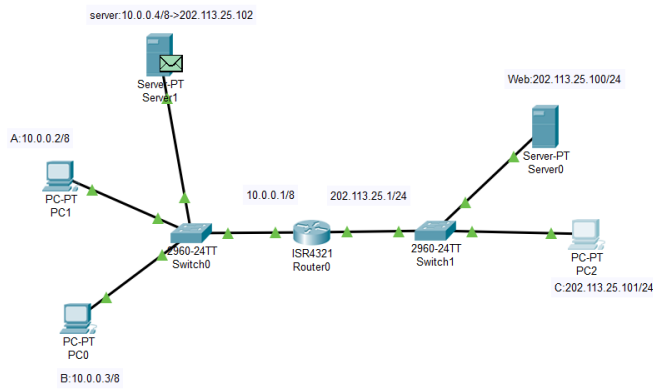 server:10.0.0.4/8->202.113.25.102
Server-PT
Server1
Web:202.113.25.100/24
Server-PT
Server0
A:10.0.0.2/8
PC-PT
PC1
10.0.0.1/8
202.113.25.1/24
2960-24TT
Switch0
ISR4321
Router0
2960-24TT
Switch1
PC-PT
PC2
C:202.113.25.101/24
PC-PT
PC0
B:10.0.0.3/8